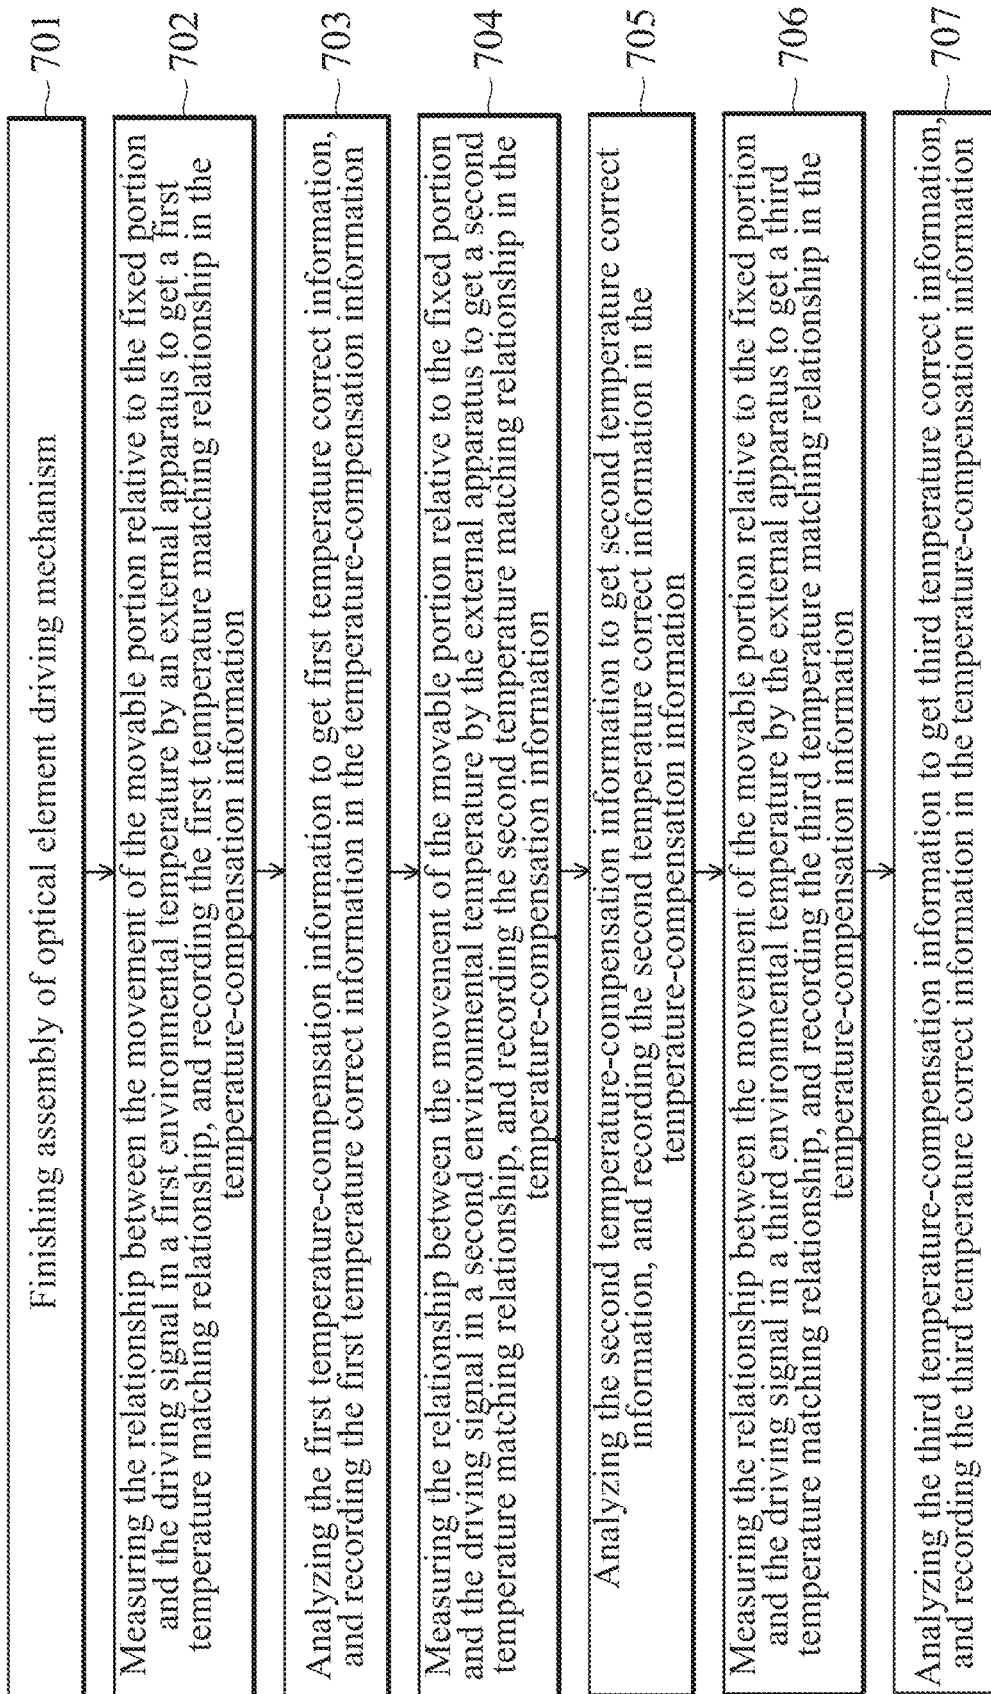 Finishing assembly of optical element driving mechanism
701
Measuring the relationship between the movement of the movable portion relative to the fixed portion
and the driving signal in a first environmental temperature by an external apparatus to get a first
temperature matching relationship, and recording the first temperature matching relationship in the
temperature-compensation information
702
Analyzing the first temperature-compensation information to get first temperature correct information,
and recording the first temperature correct information in the temperature-compensation information
703
Measuring the relationship between the movement of the movable portion relative to the fixed portion
and the driving signal in a second environmental temperature by the external apparatus to get a second
temperature matching relationship, and recording the second temperature matching relationship in the
temperature-compensation information
704
Analyzing the second temperature-compensation information to get second temperature correct
information, and recording the second temperature correct information in the
temperature-compensation information
705
Measuring the relationship between the movement of the movable portion relative to the fixed portion
and the driving signal in a third environmental temperature by the external apparatus to get a third
temperature matching relationship, and recording the third temperature matching relationship in the
temperature-compensation information
706
Analyzing the third temperature-compensation information to get third temperature correct information,
and recording the third temperature correct information in the temperature-compensation information
707